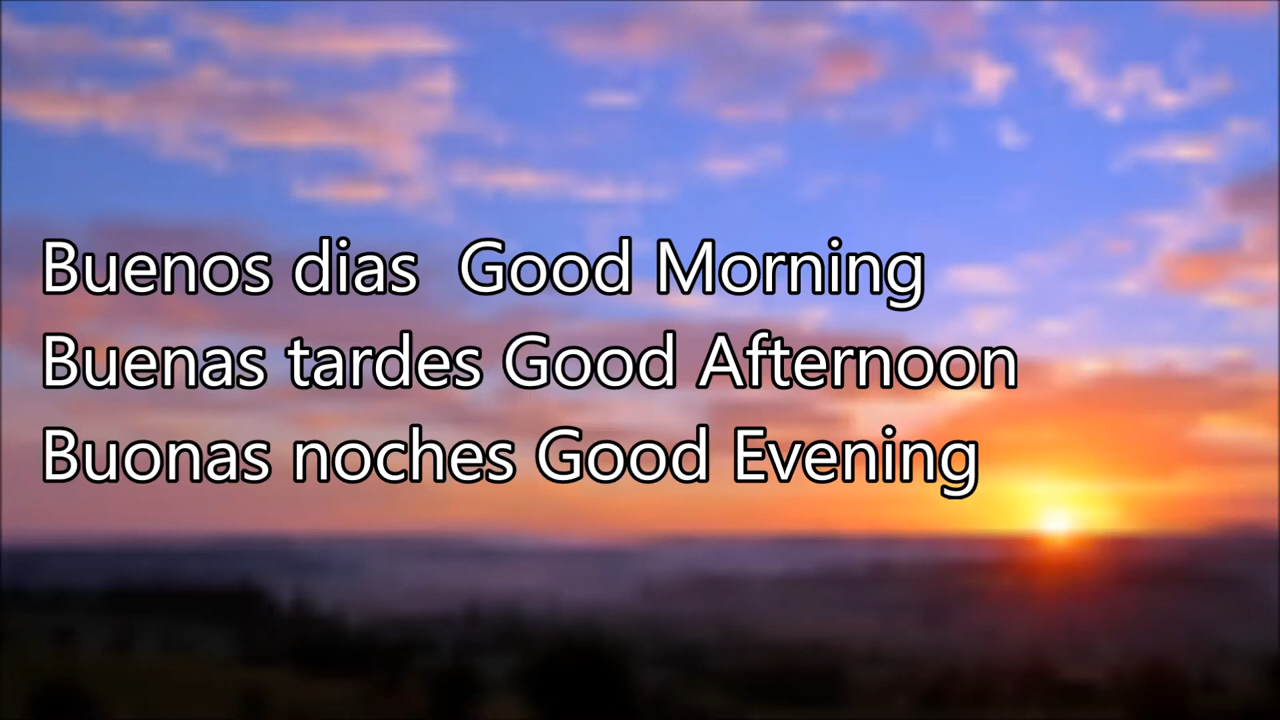 Buenos dias  Good Morning
Buenas tardes Good Afternoon
Buonas noches Good Evening